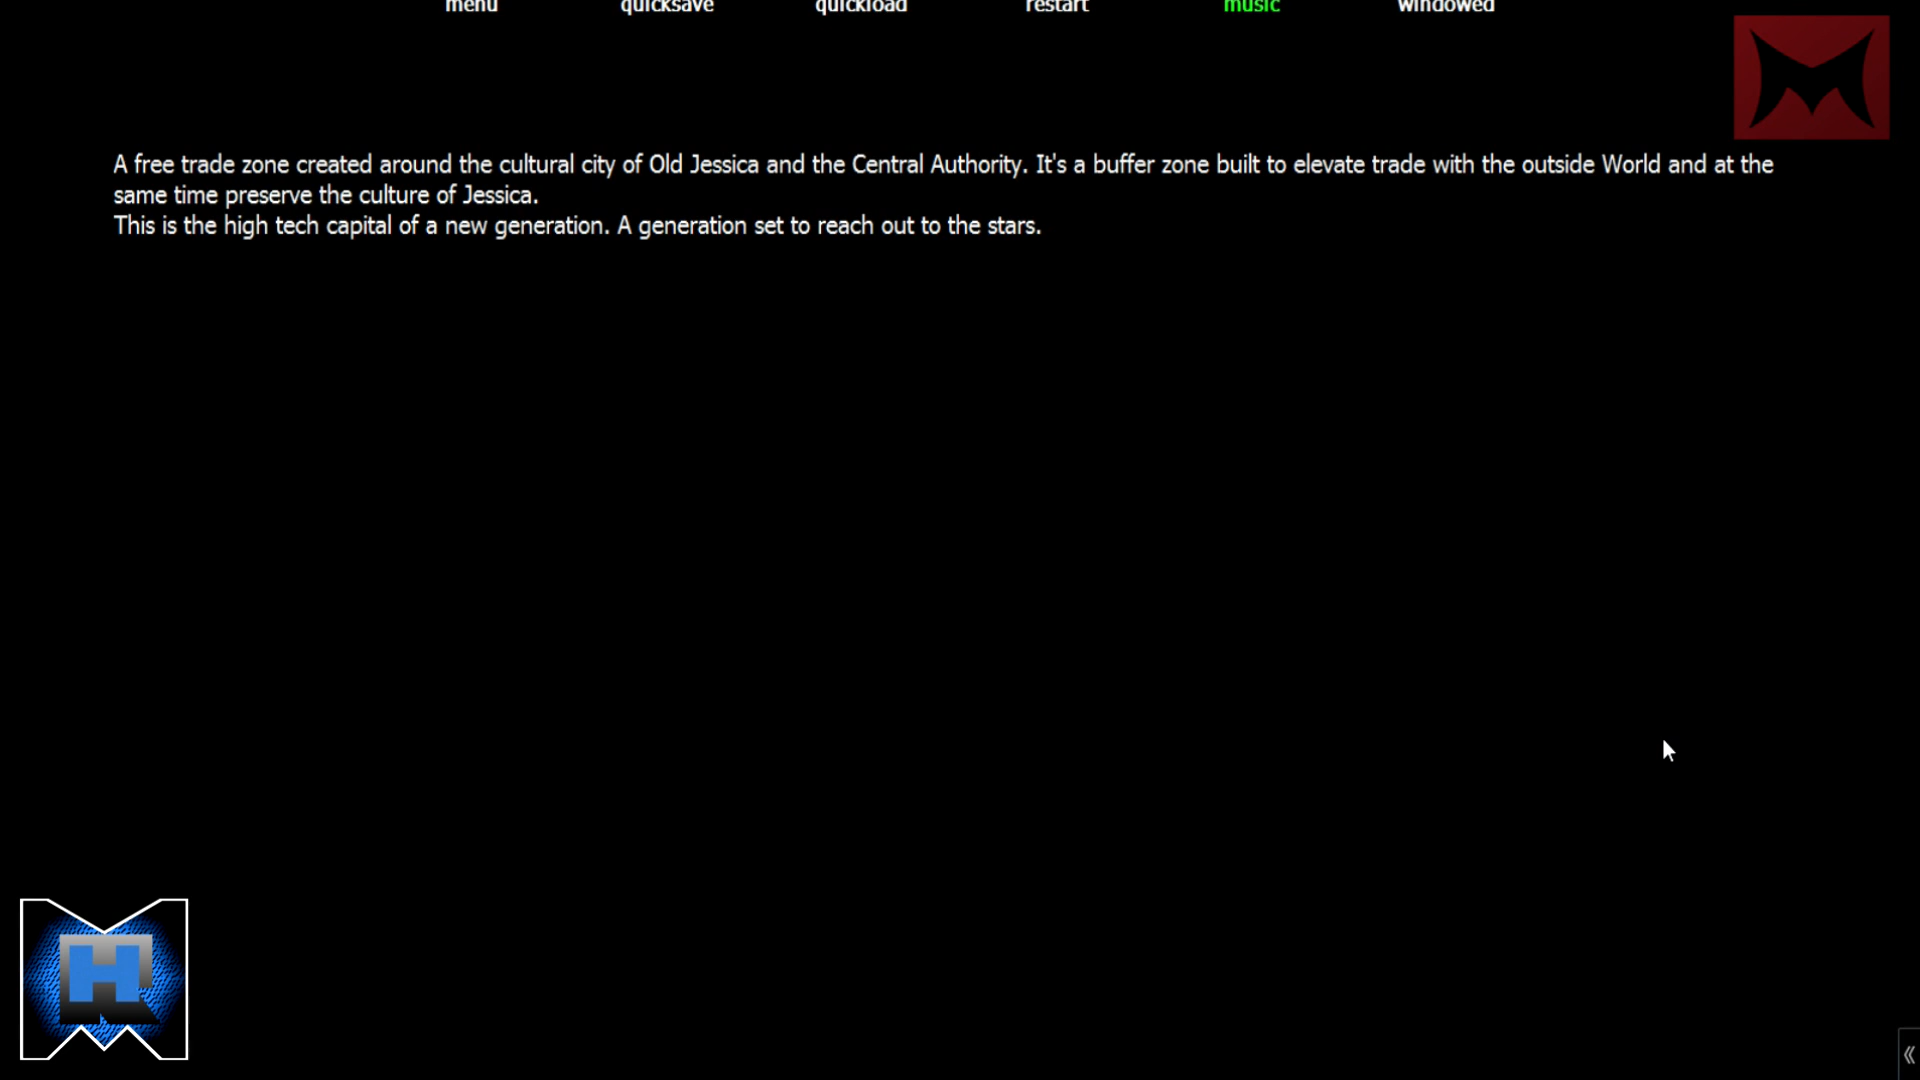 menu quicksave quickload restart music windowed
A free trade zone created around the cultural city of Old Jessica and the Central Authority. It's a buffer zone built to elevate trade with the outside World and at the
same time preserve the culture of Jessica.
This is the high tech capital of a new generation. A generation set to reach out to the stars.